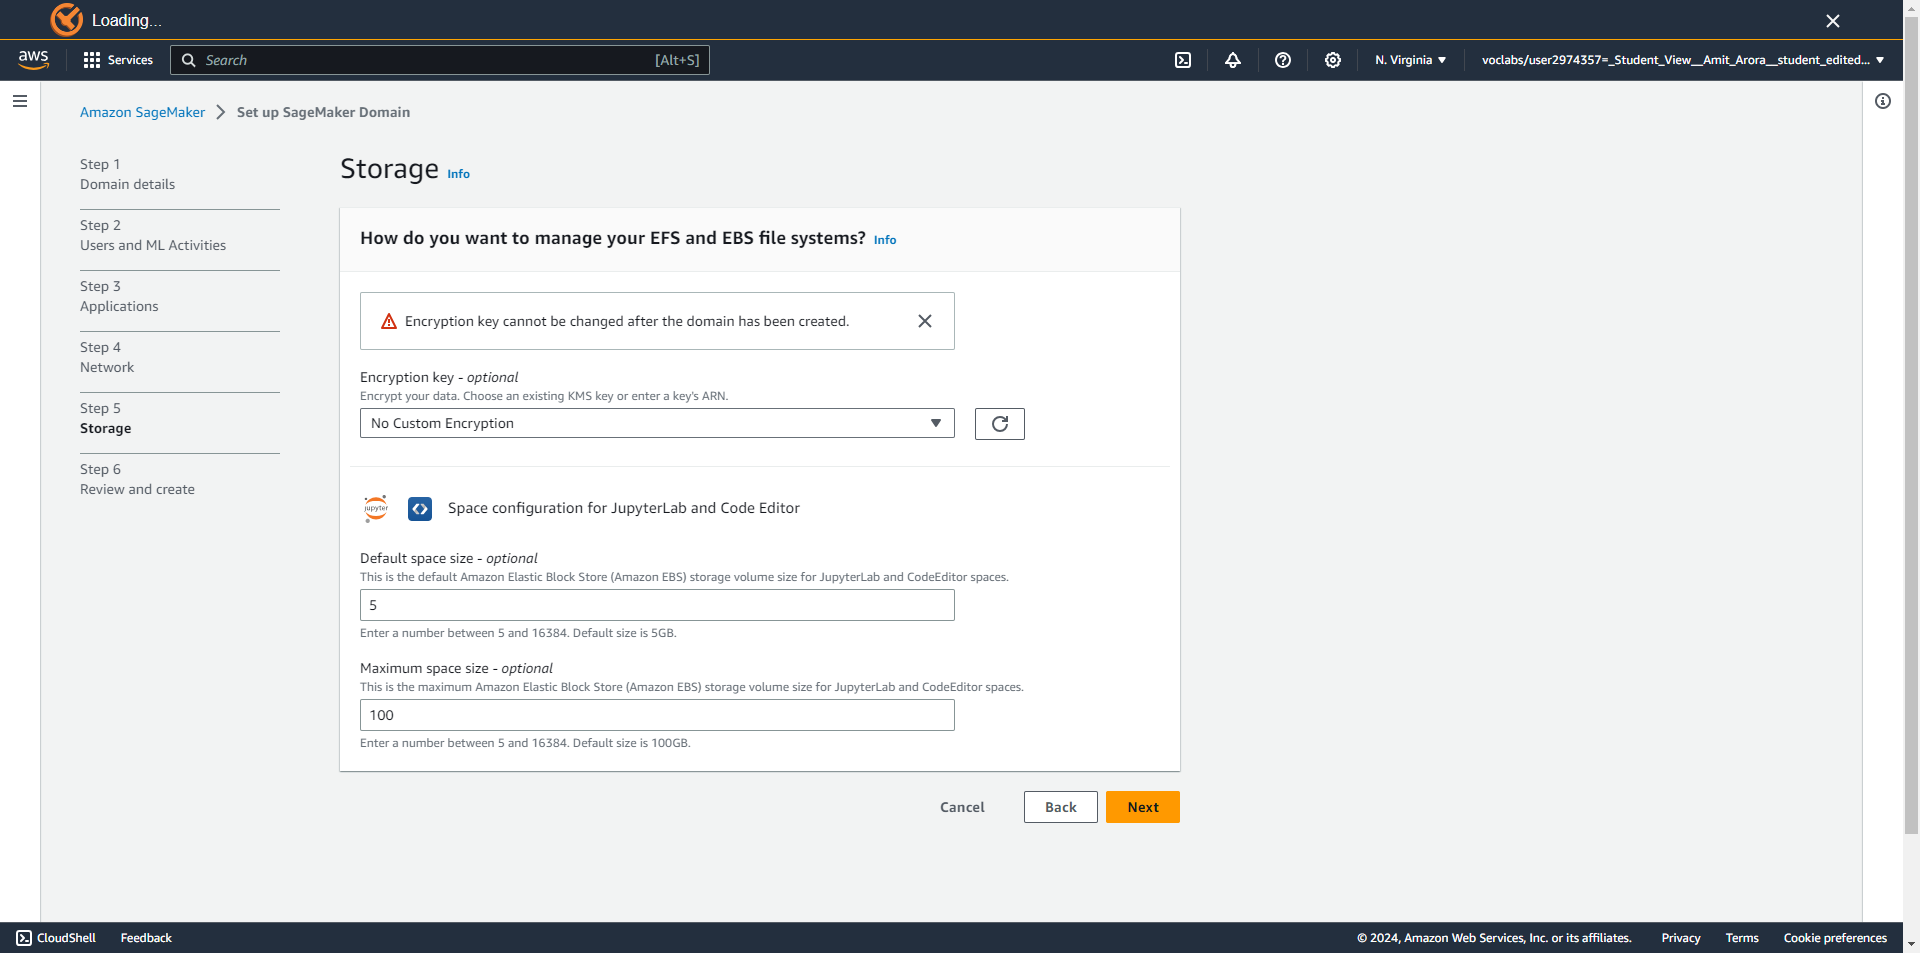 Loading...
aws
Services
Search
[Alt+S]
N. Virginia
voclabs/user2974357=_Student_View__Amit_Arora__student_edited...
Amazon SageMaker
Set up SageMaker Domain
Step 1
Domain details
Step 2
Users and ML Activities
Step 3
Applications
Step 4
Network
Step 5
Storage
Step 6
Review and create
Storage Info
How do you want to manage your EFS and EBS file systems? Info
Encryption key cannot be changed after the domain has been created.
Encryption key - optional
Encrypt your data. Choose an existing KMS key or enter a key's ARN.
No Custom Encryption
jupyter
Space configuration for JupyterLab and Code Editor
Default space size - optional
This is the default Amazon Elastic Block Store (Amazon EBS) storage volume size for JupyterLab and CodeEditor spaces.
5
Enter a number between 5 and 16384. Default size is 5GB.
Maximum space size - optional
This is the maximum Amazon Elastic Block Store (Amazon EBS) storage volume size for JupyterLab and CodeEditor spaces.
100
Enter a number between 5 and 16384. Default size is 100GB.
Cancel
Back
Next
CloudShell
Feedback
© 2024, Amazon Web Services, Inc. or its affiliates.
Privacy
Terms
Cookie preferences